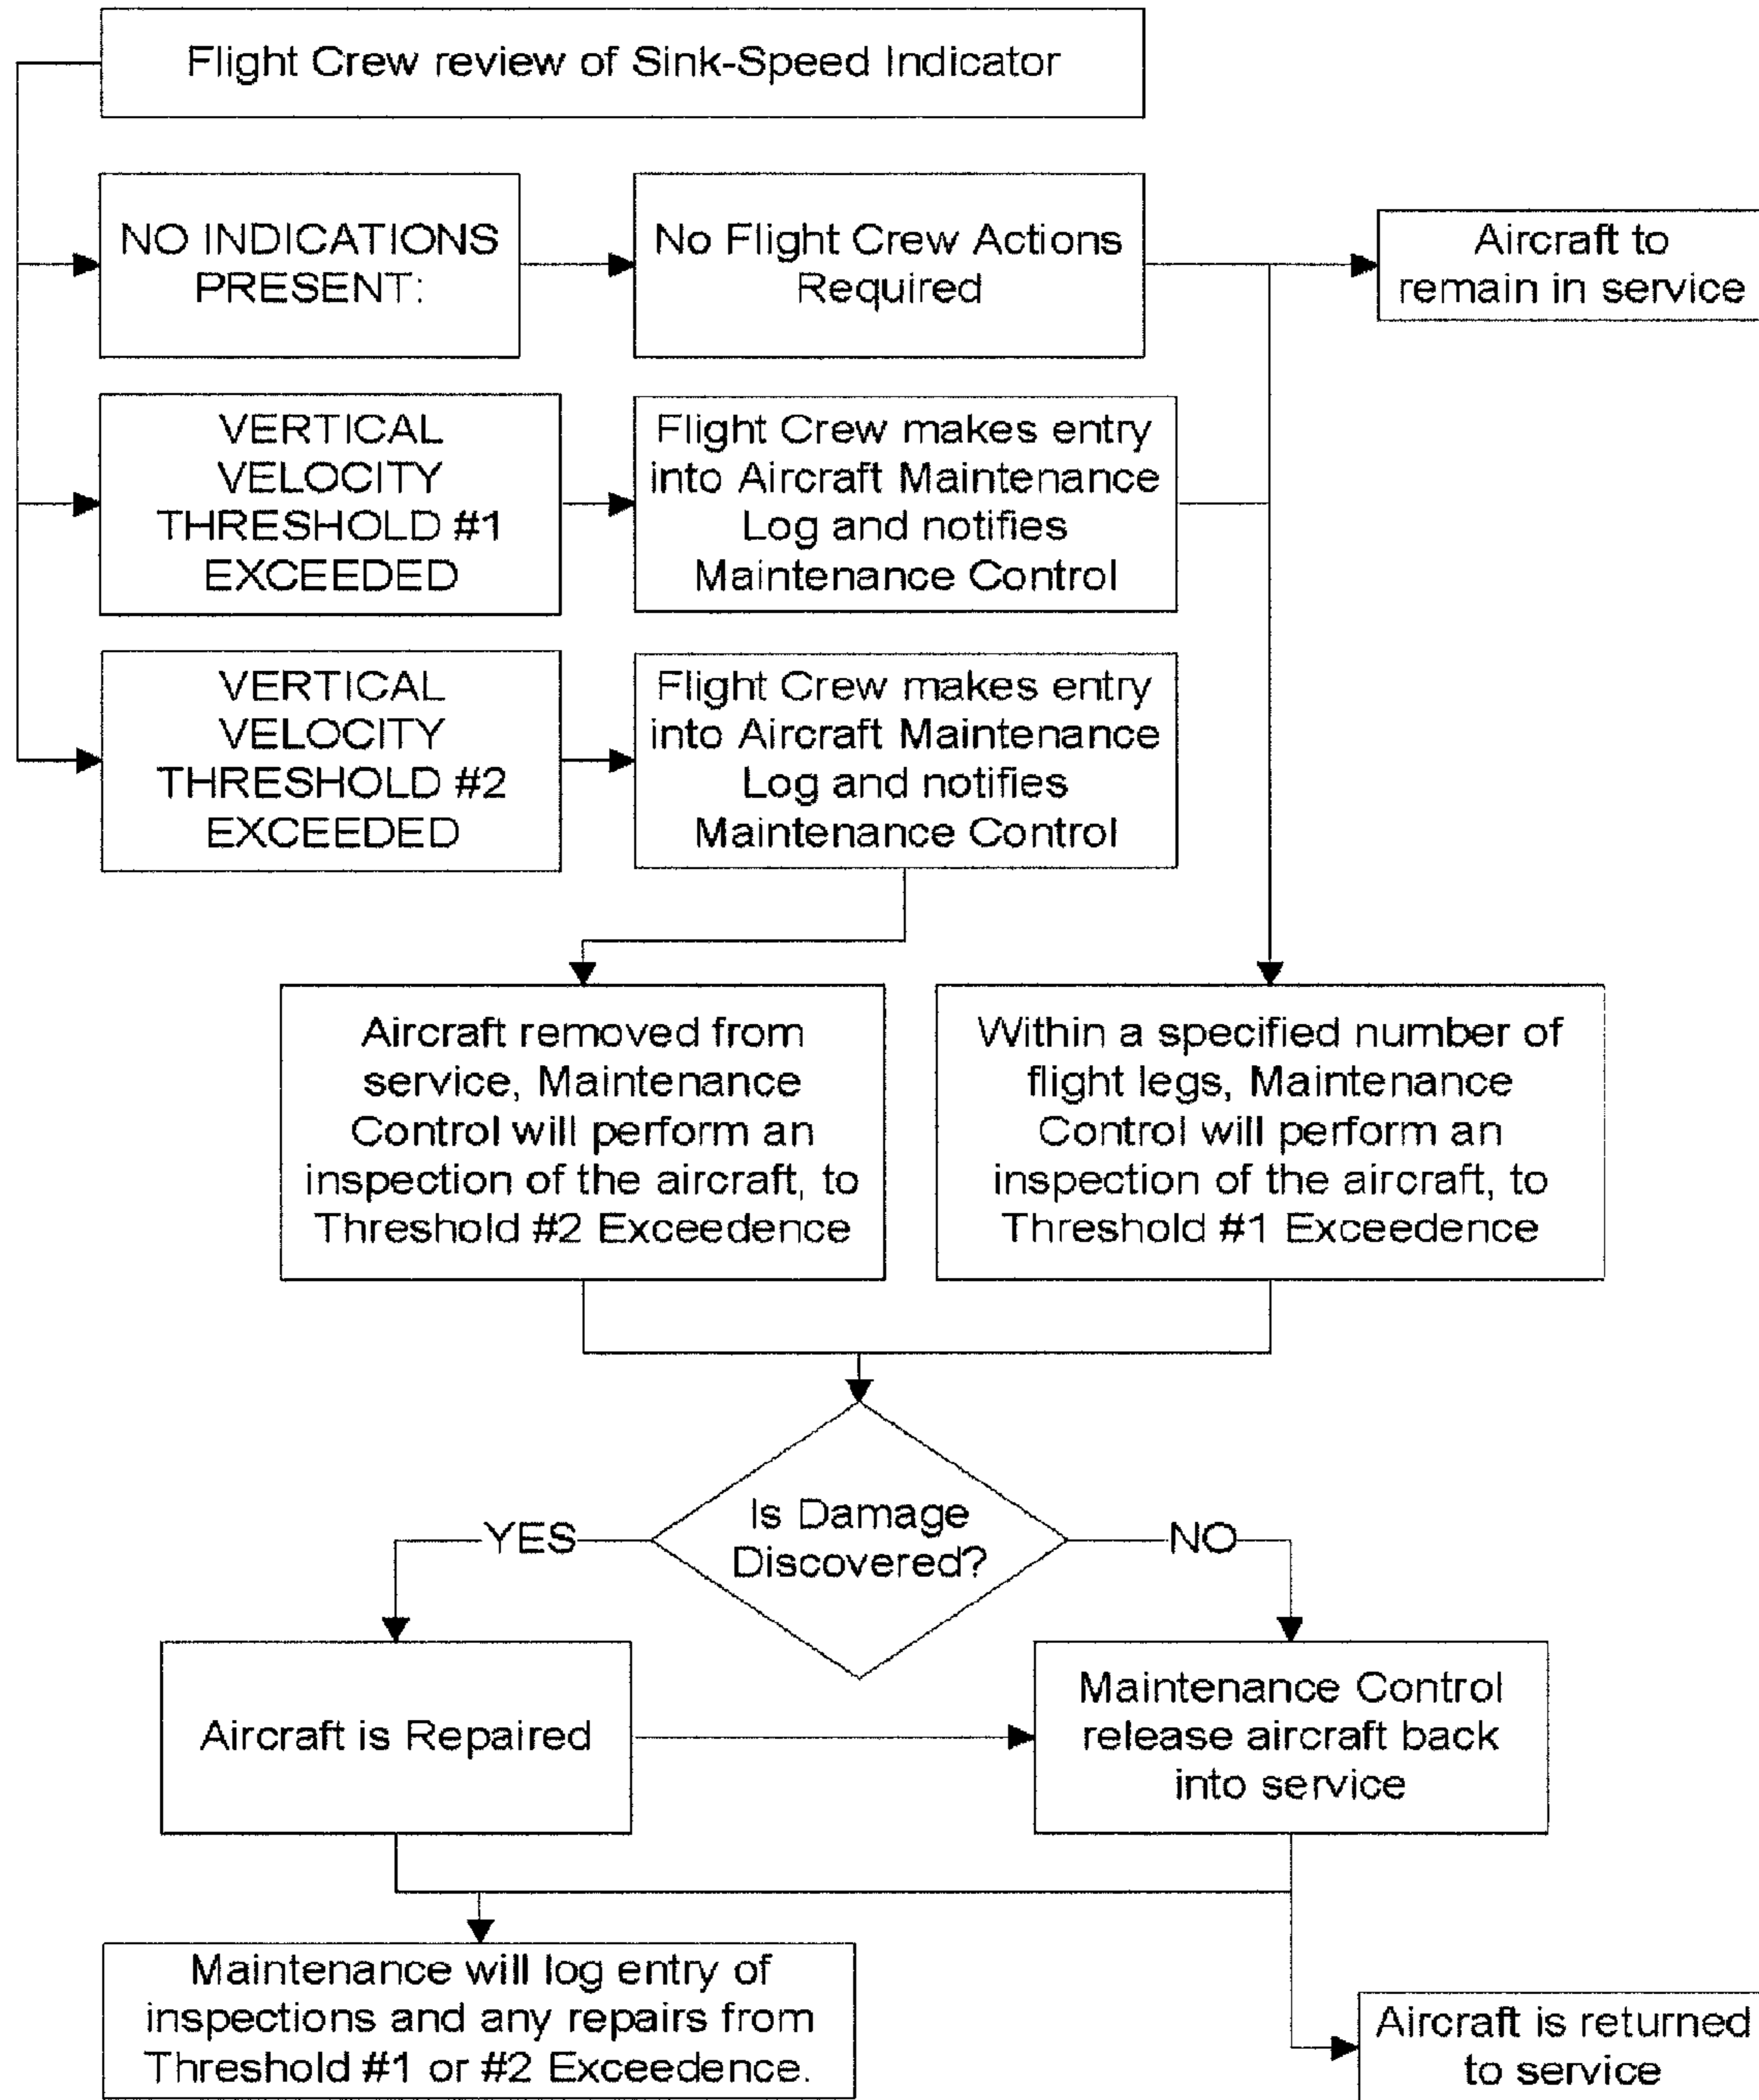 Flight Crew review of Sink-Speed Indicator
NO INDICATIONS
PRESENT:
No Flight Crew Actions
Required
Aircraft to
remain in service
VERTICAL
VELOCITY
THRESHOLD #1
EXCEEDED
Flight Crew makes entry
into Aircraft Maintenance
Log and notifies
Maintenance Control
VERTICAL
VELOCITY
THRESHOLD #2
EXCEEDED
Flight Crew makes entry
into Aircraft Maintenance
Log and notifies
Maintenance Control
Aircraft removed from
service, Maintenance
Control will perform an
inspection of the aircraft, to
Threshold #2 Exceedence
Within a specified number of
flight legs, Maintenance
Control will perform an
inspection of the aircraft, to
Threshold #1 Exceedence
Is Damage
Discovered?
YES
NO
Aircraft is Repaired
Maintenance Control
release aircraft back
into service
Maintenance will log entry of
inspections and any repairs from
Threshold #1 or #2 Exceedence.
Aircraft is returned
to service